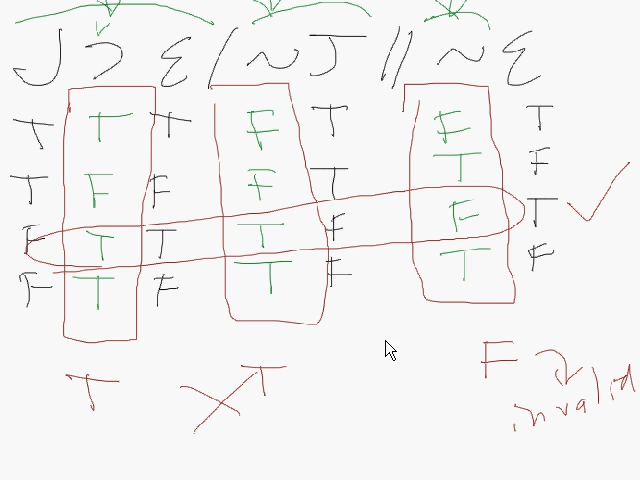 J ⊃ E / ~ J // ~ E
T T T F T F T
T F F F T T F
F T T T F F T
F T F T F T F
T T F
invalid